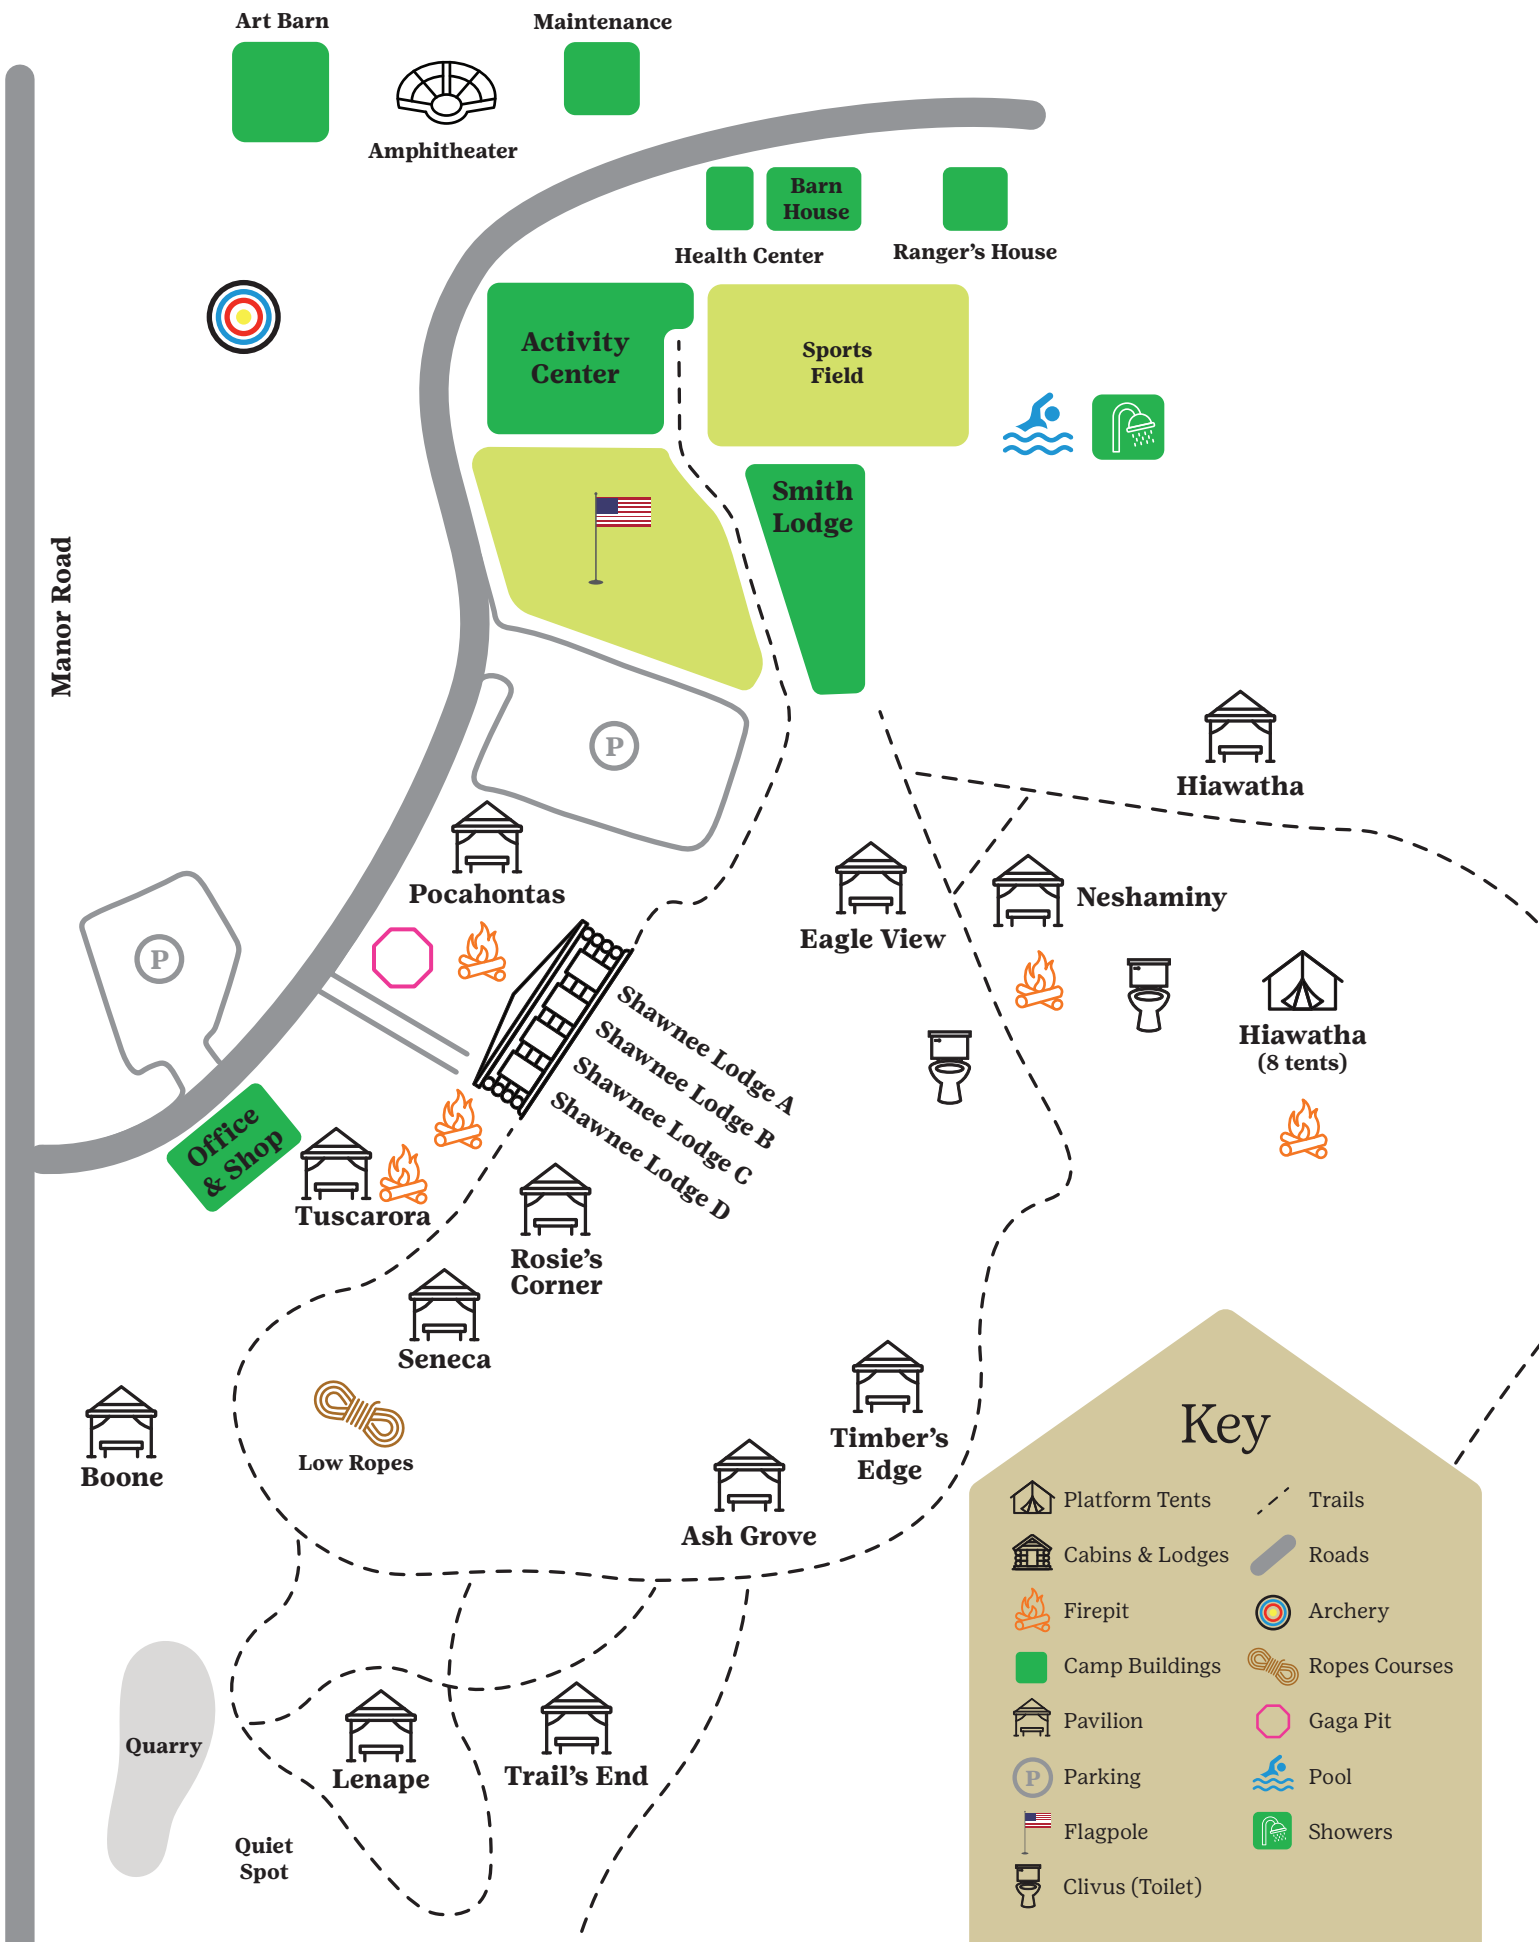 Art Barn
Maintenance
Amphitheater
Barn
House
Health Center
Ranger's House
Activity
Center
Sports
Field
Smith
Lodge
Manor Road
P
Hiawatha
Pocahontas
Neshaminy
Eagle View
P
Hiawatha
(8 tents)
Shawnee Lodge A
Shawnee Lodge B
Shawnee Lodge C
Shawnee Lodge D
Office
& Shop
Tuscarora
Rosie's
Corner
Seneca
Low Ropes
Boone
Timber's
Edge
Ash Grove
Quarry
Lenape
Trail's End
Quiet
Spot
Key
Platform Tents
Trails
Cabins & Lodges
Roads
Firepit
Archery
Camp Buildings
Ropes Courses
Pavilion
Gaga Pit
P
Parking
Pool
Flagpole
Showers
Clivus (Toilet)